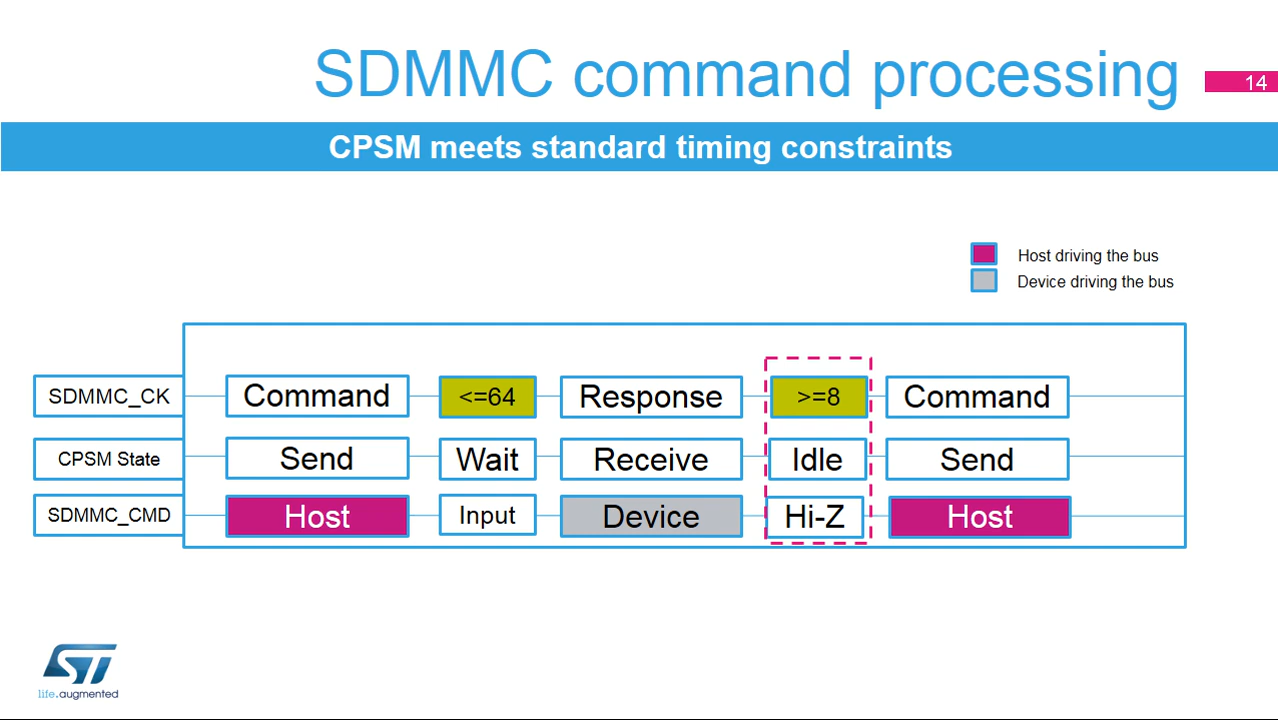 SDMMC command processing
14
CPSM meets standard timing constraints
Host driving the bus
Device driving the bus
SDMMC_CK Command <=64 Response >=8 Command
CPSM State Send Wait Receive Idle Send
SDMMC_CMD Host Input Device Hi-Z Host
ST
life.augmented